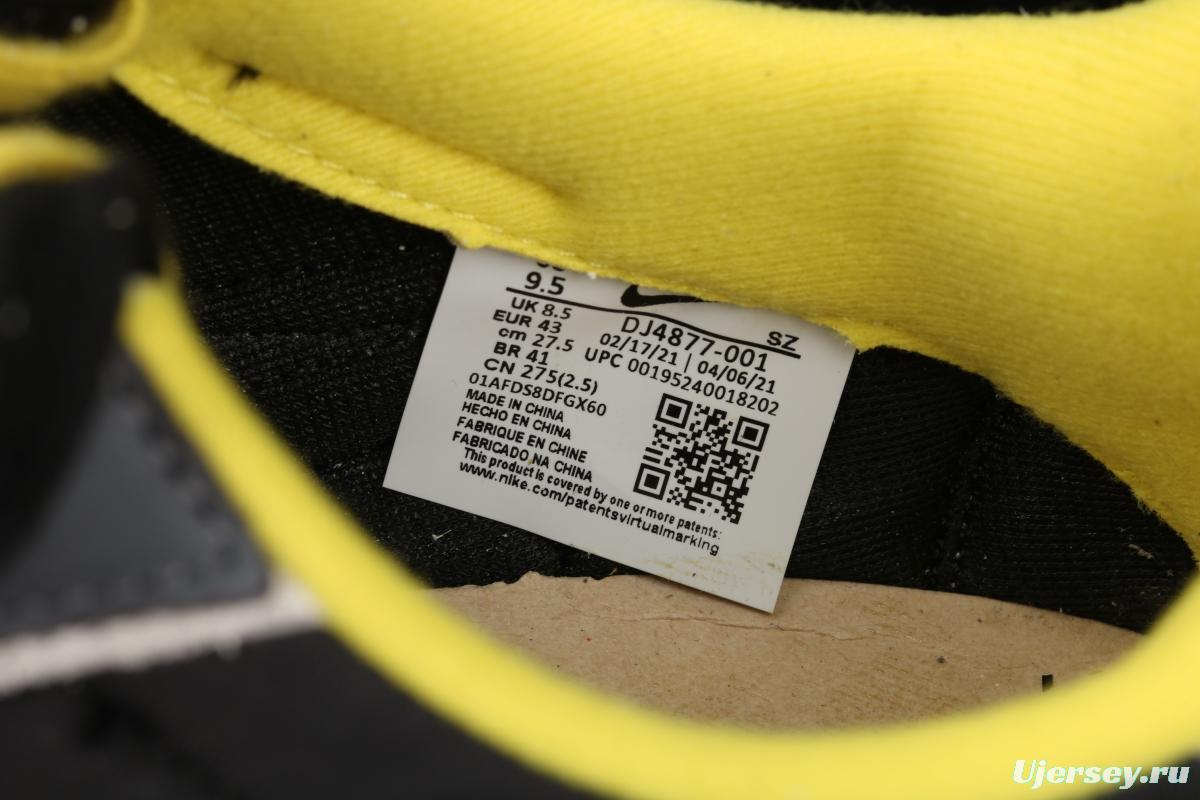 9.5
UK 8.5
EUR 43
cm 27.5
BR 41
CN 275(2.5)
01AFDS8DFGX60
MADE IN CHINA
HECHO EN CHINA
FABRIQUE EN CHINE
FABRICADO NA CHINA
This product is covered by one or more patents:
www.nike.com/patentsvirtualmarking
SZ
DJ4877-001
02/17/21 | 04/06/21
UPC 00195240018202
Ujersey.ru